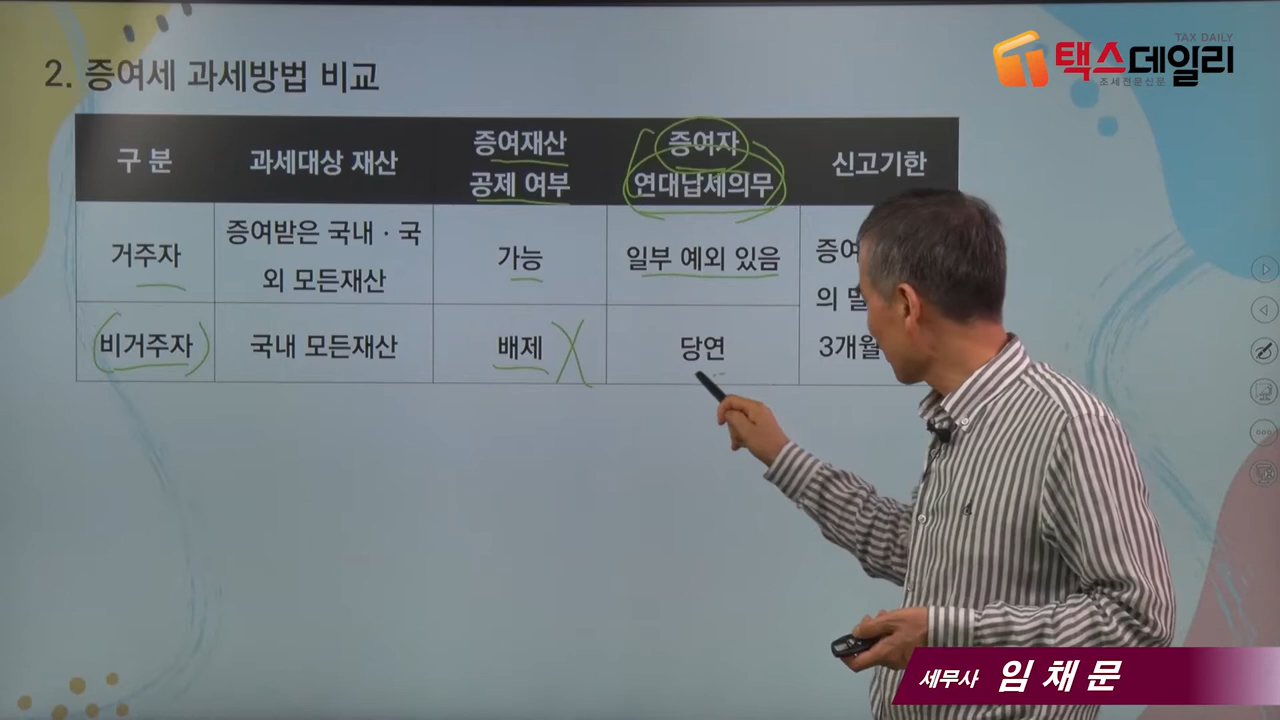 TAX DAILY
택스데일리
조세전문신문
2. 증여세 과세방법 비교
구 분
과세대상 재산
증여재산
공제 여부
증여자
연대납세의무
신고기한
거주자
증여받은 국내 · 국
외 모든재산
가능
일부 예외 있음
증여
의 말
3개월
비거주자
국내 모든재산
배제
당연
세무사 임채문